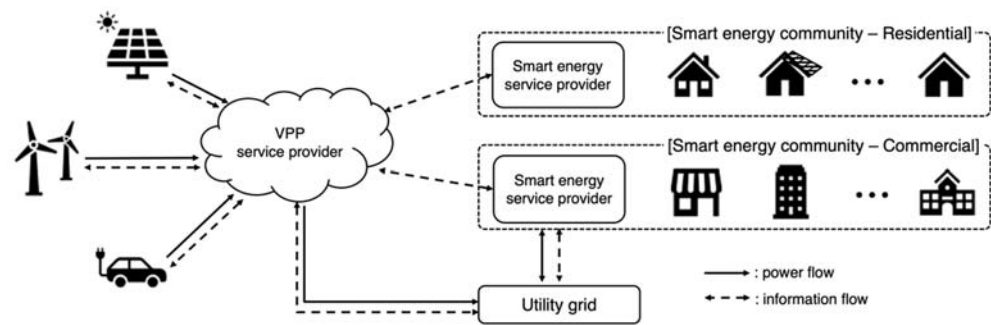 [Smart energy community – Residential]
Smart energy
service provider
VPP
service provider
[Smart energy community – Commercial]
Smart energy
service provider
Utility grid
: power flow
: information flow